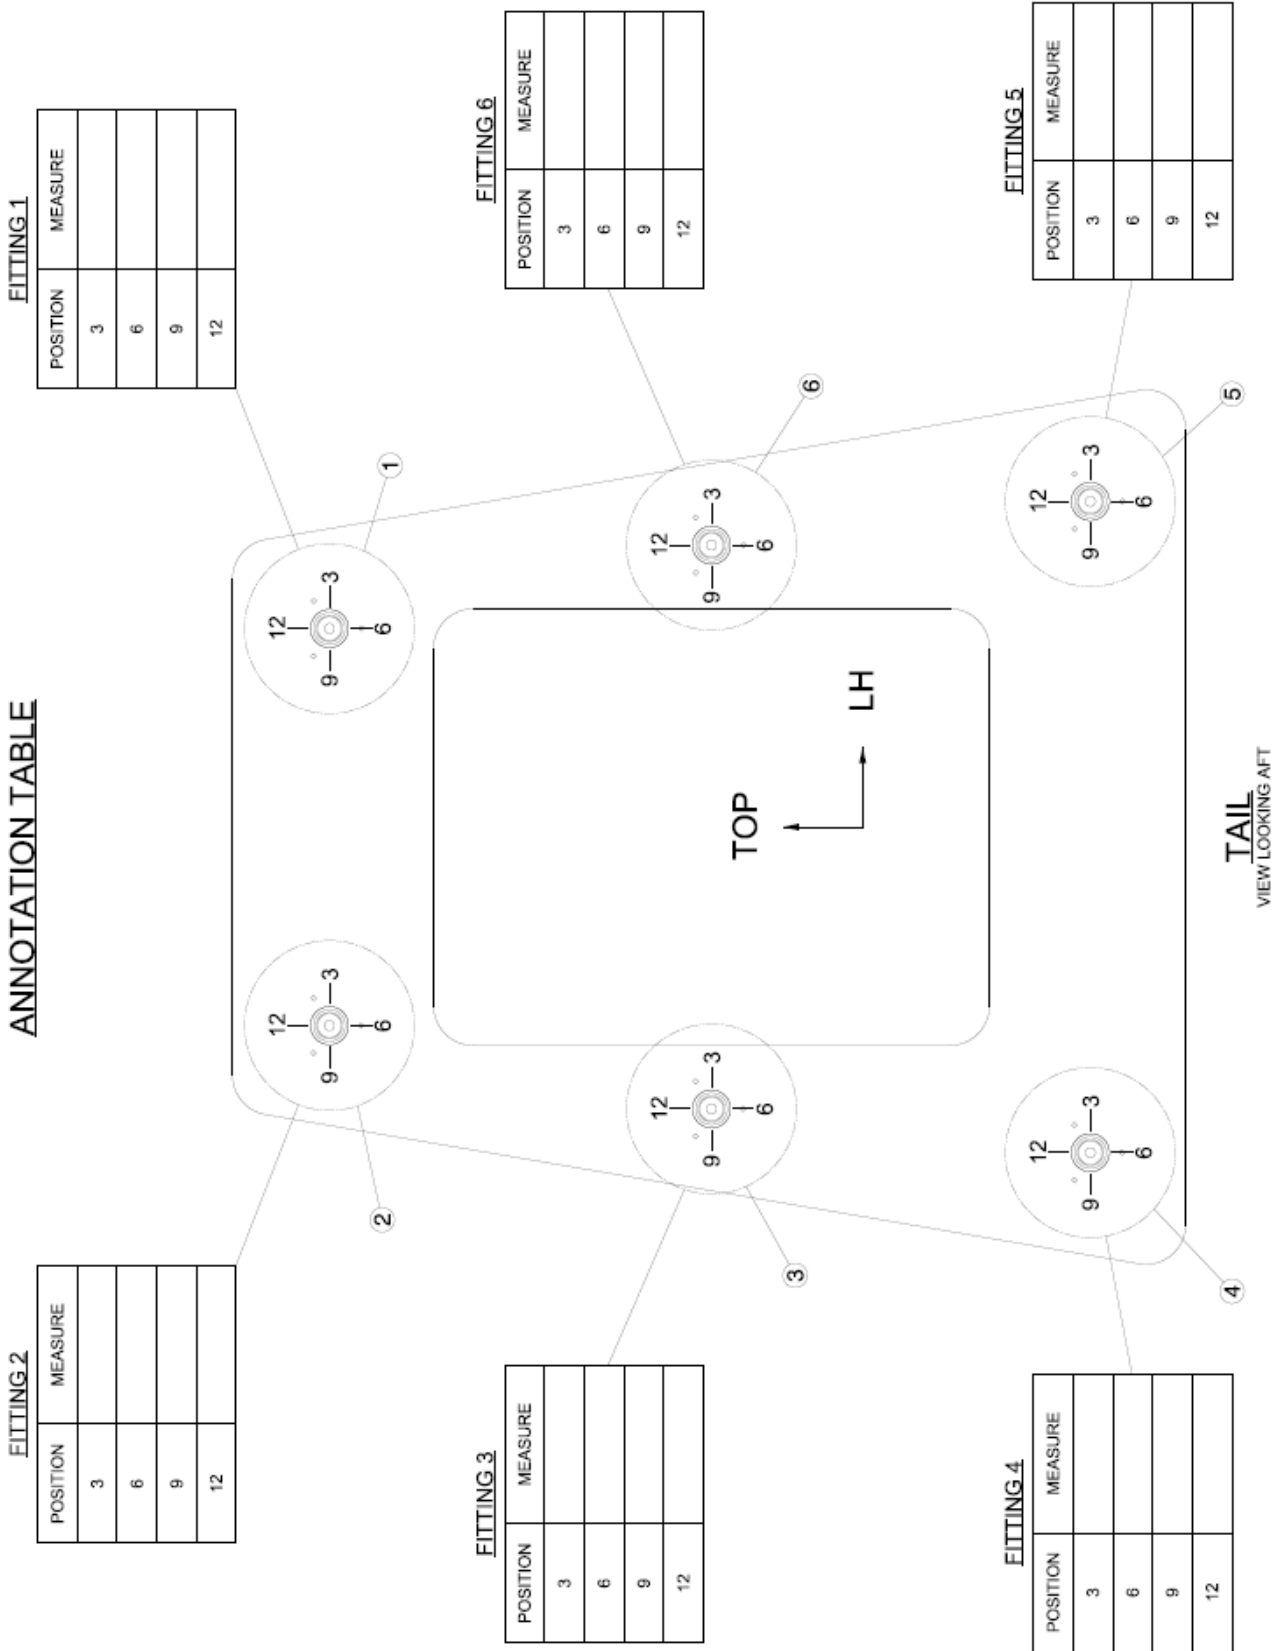 ANNOTATION TABLE
FITTING 2
POSITION MEASURE
3
6
9
12
FITTING 1
POSITION MEASURE
3
6
9
12
12
9 3
6
2
12
9 3
6
1
FITTING 3
POSITION MEASURE
3
6
9
12
FITTING 6
POSITION MEASURE
3
6
9
12
12
9 3
6
3
TOP
LH
12
9 3
6
6
FITTING 4
POSITION MEASURE
3
6
9
12
FITTING 5
POSITION MEASURE
3
6
9
12
12
9 3
6
4
12
9 3
6
5
TAIL
VIEW LOOKING AFT